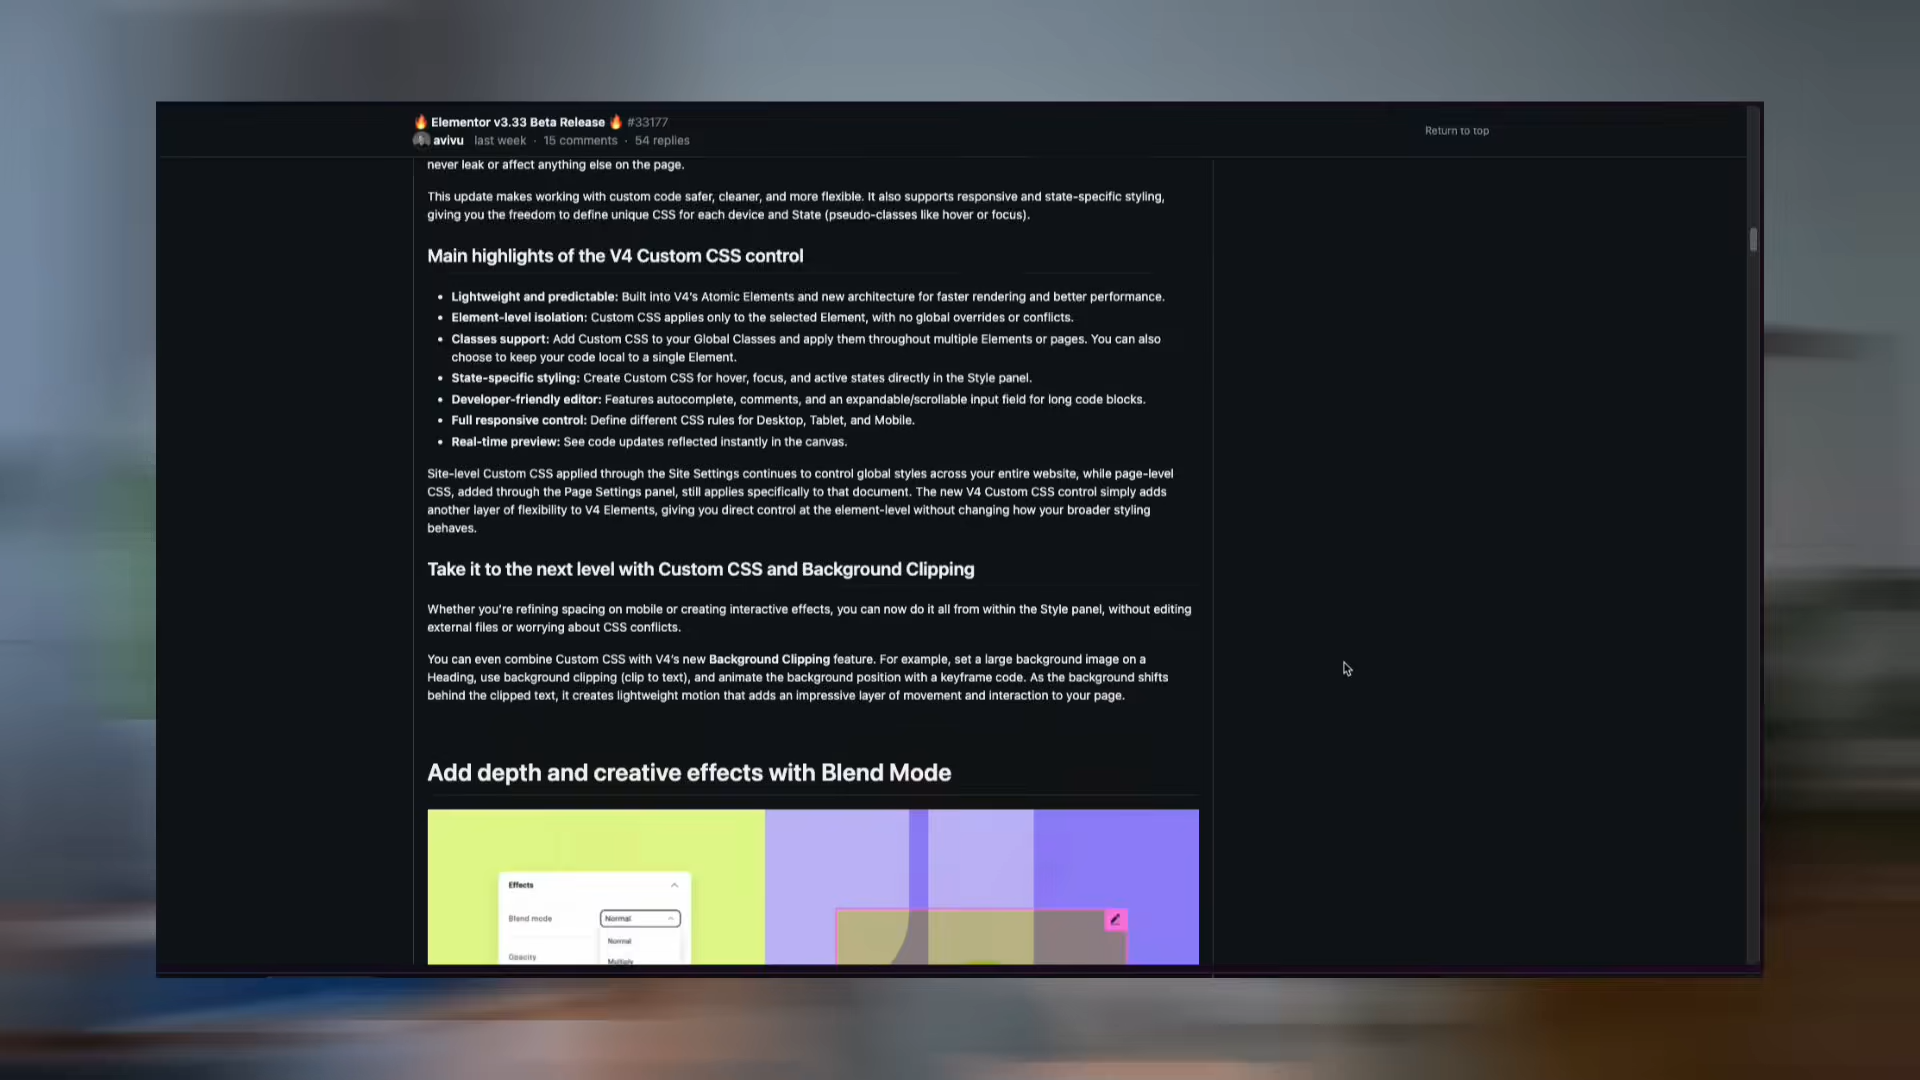 🔥 Elementor v3.33 Beta Release 🔥 #33177
avivu last week · 15 comments · 54 replies
Return to top
never leak or affect anything else on the page.
This update makes working with custom code safer, cleaner, and more flexible. It also supports responsive and state-specific styling,
giving you the freedom to define unique CSS for each device and State (pseudo-classes like hover or focus).
Main highlights of the V4 Custom CSS control
• Lightweight and predictable: Built into V4's Atomic Elements and new architecture for faster rendering and better performance.
• Element-level isolation: Custom CSS applies only to the selected Element, with no global overrides or conflicts.
• Classes support: Add Custom CSS to your Global Classes and apply them throughout multiple Elements or pages. You can also
choose to keep your code local to a single Element.
• State-specific styling: Create Custom CSS for hover, focus, and active states directly in the Style panel.
• Developer-friendly editor: Features autocomplete, comments, and an expandable/scrollable input field for long code blocks.
• Full responsive control: Define different CSS rules for Desktop, Tablet, and Mobile.
• Real-time preview: See code updates reflected instantly in the canvas.
Site-level Custom CSS applied through the Site Settings continues to control global styles across your entire website, while page-level
CSS, added through the Page Settings panel, still applies specifically to that document. The new V4 Custom CSS control simply adds
another layer of flexibility to V4 Elements, giving you direct control at the element-level without changing how your broader styling
behaves.
Take it to the next level with Custom CSS and Background Clipping
Whether you're refining spacing on mobile or creating interactive effects, you can now do it all from within the Style panel, without editing
external files or worrying about CSS conflicts.
You can even combine Custom CSS with V4's new Background Clipping feature. For example, set a large background image on a
Heading, use background clipping (clip to text), and animate the background position with a keyframe code. As the background shifts
behind the clipped text, it creates lightweight motion that adds an impressive layer of movement and interaction to your page.
Add depth and creative effects with Blend Mode
Effects
Blend mode Normal
Normal
Opacity
Multiply